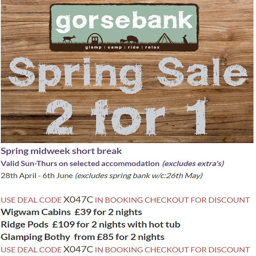 gorsebank
glamp | camp | ride | relax
Spring Sale
2 for 1
Spring midweek short break
Valid Sun-Thurs on selected accommodation (excludes extra's)
28th April - 6th June (excludes spring bank w/c:26th May)
USE DEAL CODE X047C IN BOOKING CHECKOUT FOR DISCOUNT
Wigwam Cabins £39 for 2 nights
Ridge Pods £109 for 2 nights with hot tub
Glamping Bothy from £85 for 2 nights
USE DEAL CODE X047C IN BOOKING CHECKOUT FOR DISCOUNT